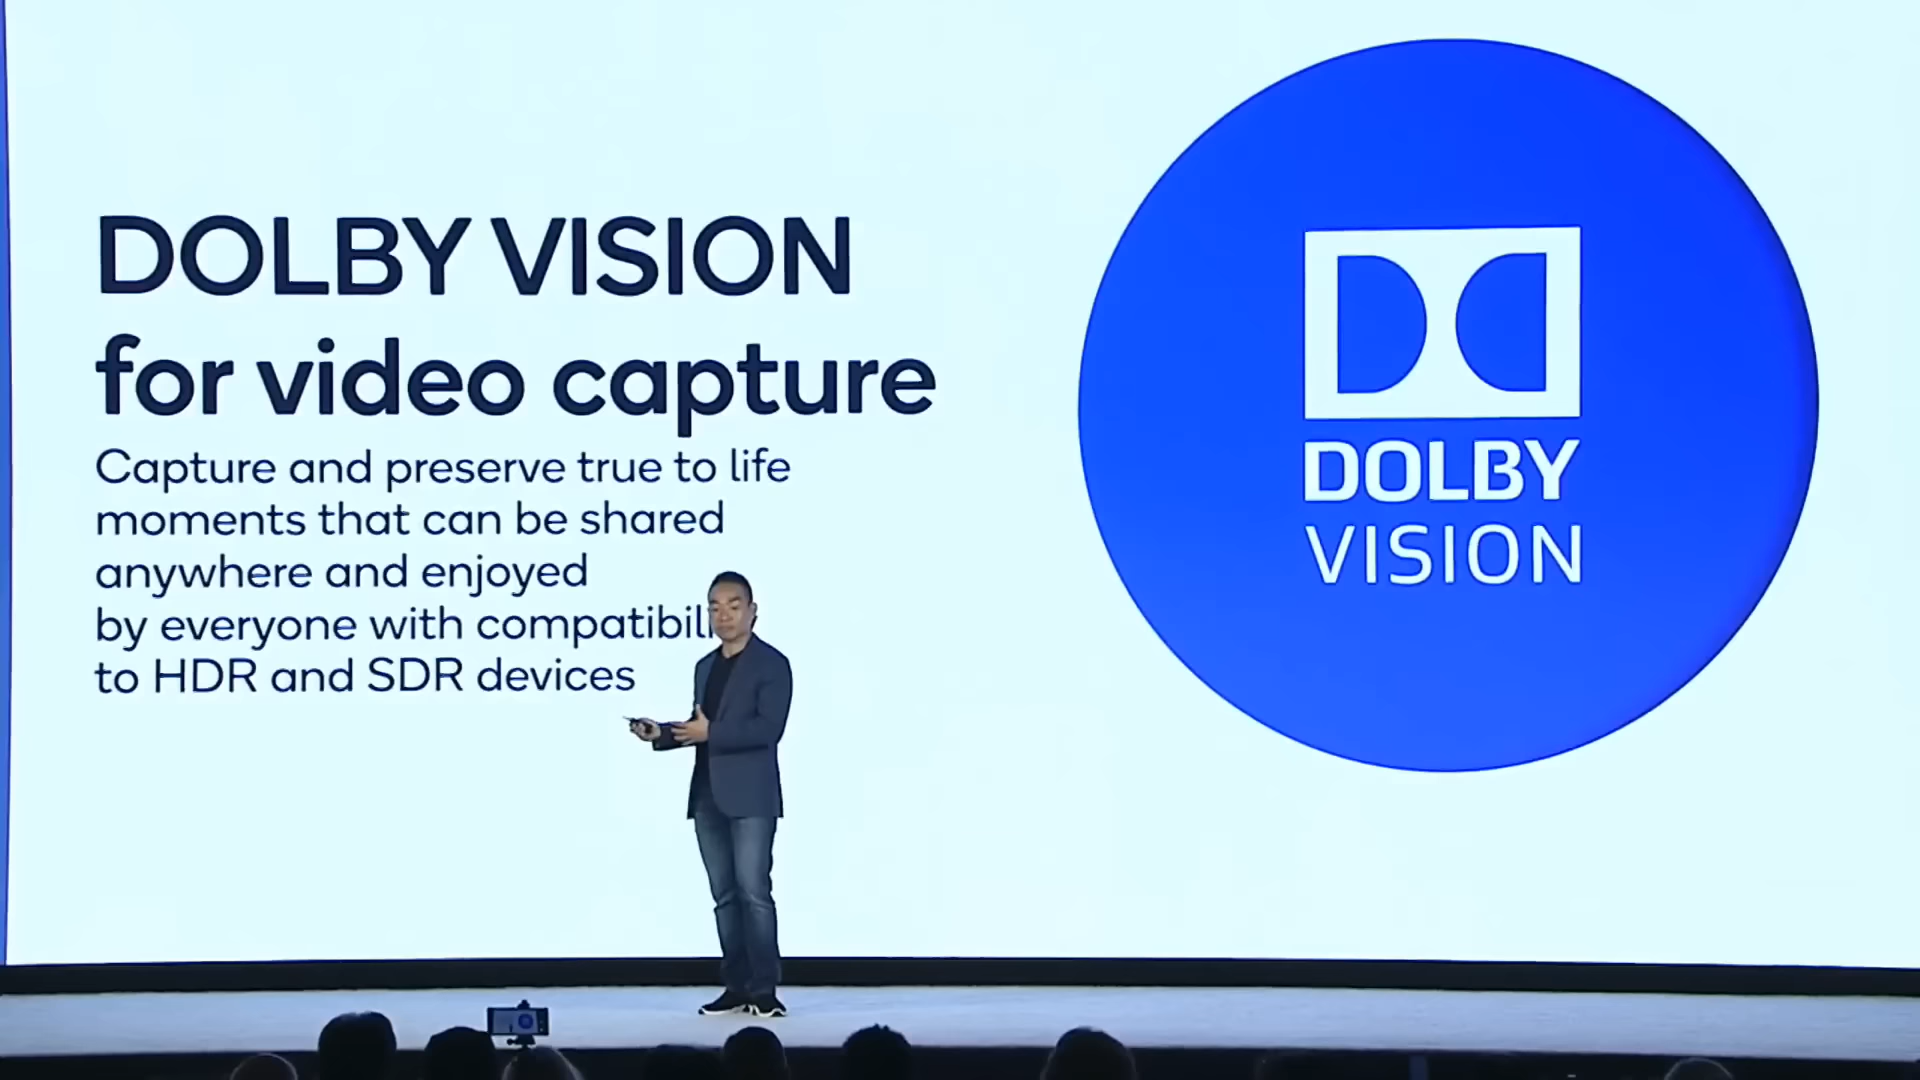 DOLBY VISION
for video capture
Capture and preserve true to life
moments that can be shared
anywhere and enjoyed
by everyone with
to HDR and SDR devices
DOLBY
VISION